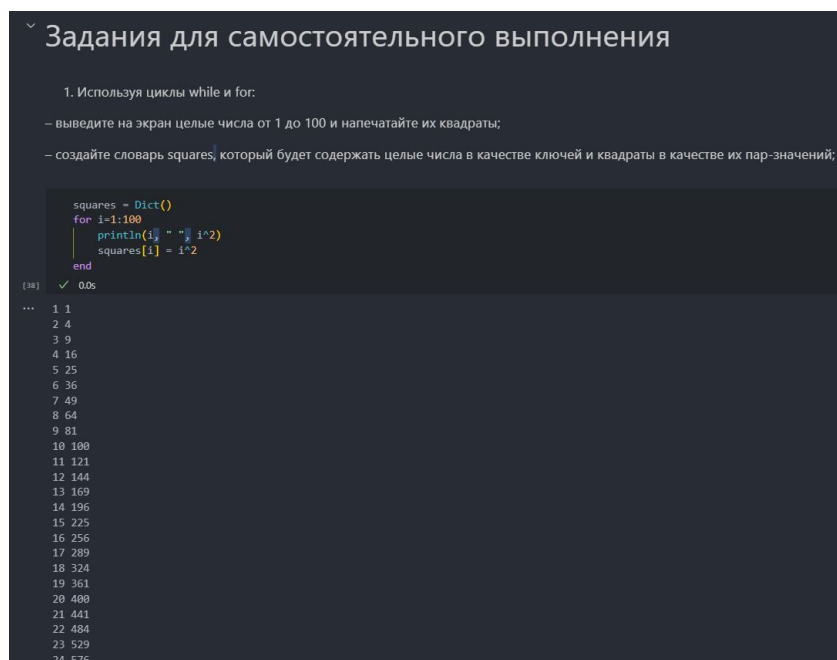 Задания для самостоятельного выполнения
1. Используя циклы while и for:
– выведите на экран целые числа от 1 до 100 и напечатайте их квадраты;
– создайте словарь squares, который будет содержать целые числа в качестве ключей и квадраты в качестве их пар-значений;
squares = Dict()
for i=1:100
println(i, " ", i^2)
squares[i] = i^2
end
[38] ✓ 0.0s
... 1 1
2 4
3 9
4 16
5 25
6 36
7 49
8 64
9 81
10 100
11 121
12 144
13 169
14 196
15 225
16 256
17 289
18 324
19 361
20 400
21 441
22 484
23 529
24 576